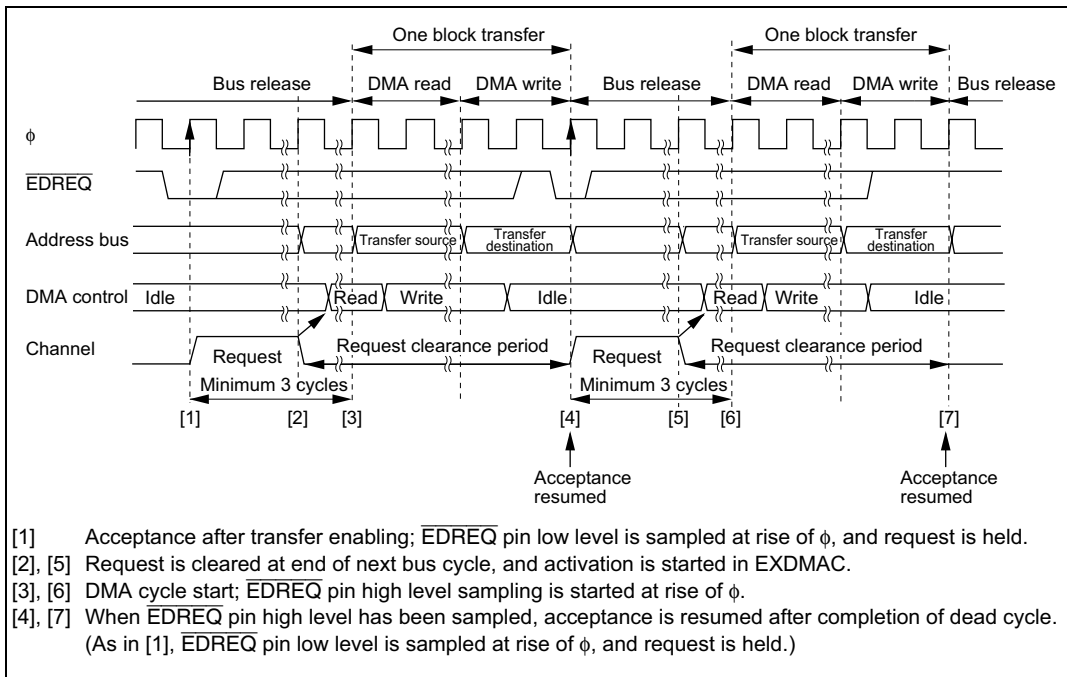 One block transfer One block transfer
Bus release DMA read DMA write Bus release DMA read DMA write Bus release
ϕ
EDREQ
Address bus Transfer source Transfer destination Transfer source Transfer destination
DMA control Idle Read Write Idle Read Write Idle
Channel Request Request clearance period Request Request clearance period
Minimum 3 cycles Minimum 3 cycles
[1] [2] [3] [4] [5] [6] [7]
Acceptance resumed Acceptance resumed
[1] Acceptance after transfer enabling; EDREQ pin low level is sampled at rise of ϕ, and request is held.
[2], [5] Request is cleared at end of next bus cycle, and activation is started in EXDMAC.
[3], [6] DMA cycle start; EDREQ pin high level sampling is started at rise of ϕ.
[4], [7] When EDREQ pin high level has been sampled, acceptance is resumed after completion of dead cycle.
(As in [1], EDREQ pin low level is sampled at rise of ϕ, and request is held.)